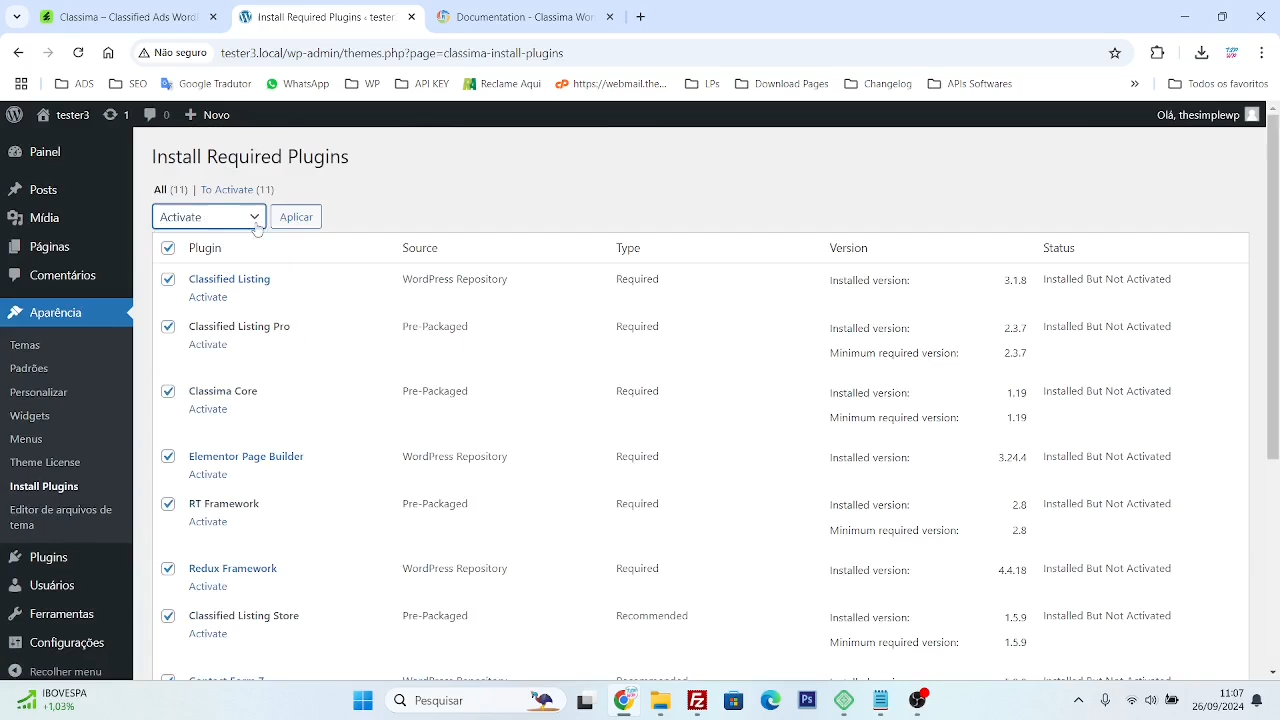 Classima – Classified Ads WordP
Install Required Plugins ‹ tester3
Documentation – Classima Wor
Não seguro
tester3.local/wp-admin/themes.php?page=classima-install-plugins
ADS
SEO
Google Tradutor
WhatsApp
WP
API KEY
Reclame Aqui
https://webmail.the...
LPs
Download Pages
Changelog
APIs Softwares
»
Todos os favoritos
tester3
1
0
Novo
Olá, thesimplewp
Painel
Posts
Mídia
Páginas
Comentários
Aparência
Temas
Padrões
Personalizar
Widgets
Menus
Theme License
Install Plugins
Editor de arquivos de
tema
Plugins
Usuários
Ferramentas
Configurações
Recolher menu
Install Required Plugins
All (11) | To Activate (11)
Activate
Aplicar
Plugin Source Type Version Status
Classified Listing WordPress Repository Required Installed version: 3.1.8 Installed But Not Activated
Activate
Classified Listing Pro Pre-Packaged Required Installed version: 2.3.7 Installed But Not Activated
Activate Minimum required version: 2.3.7
Classima Core Pre-Packaged Required Installed version: 1.19 Installed But Not Activated
Activate Minimum required version: 1.19
Elementor Page Builder WordPress Repository Required Installed version: 3.24.4 Installed But Not Activated
Activate
RT Framework Pre-Packaged Required Installed version: 2.8 Installed But Not Activated
Activate Minimum required version: 2.8
Redux Framework WordPress Repository Required Installed version: 4.4.18 Installed But Not Activated
Activate
Classified Listing Store Pre-Packaged Recommended Installed version: 1.5.9 Installed But Not Activated
Activate Minimum required version: 1.5.9
IBOVESPA
+1,03%
Pesquisar
11:07
26/09/2024